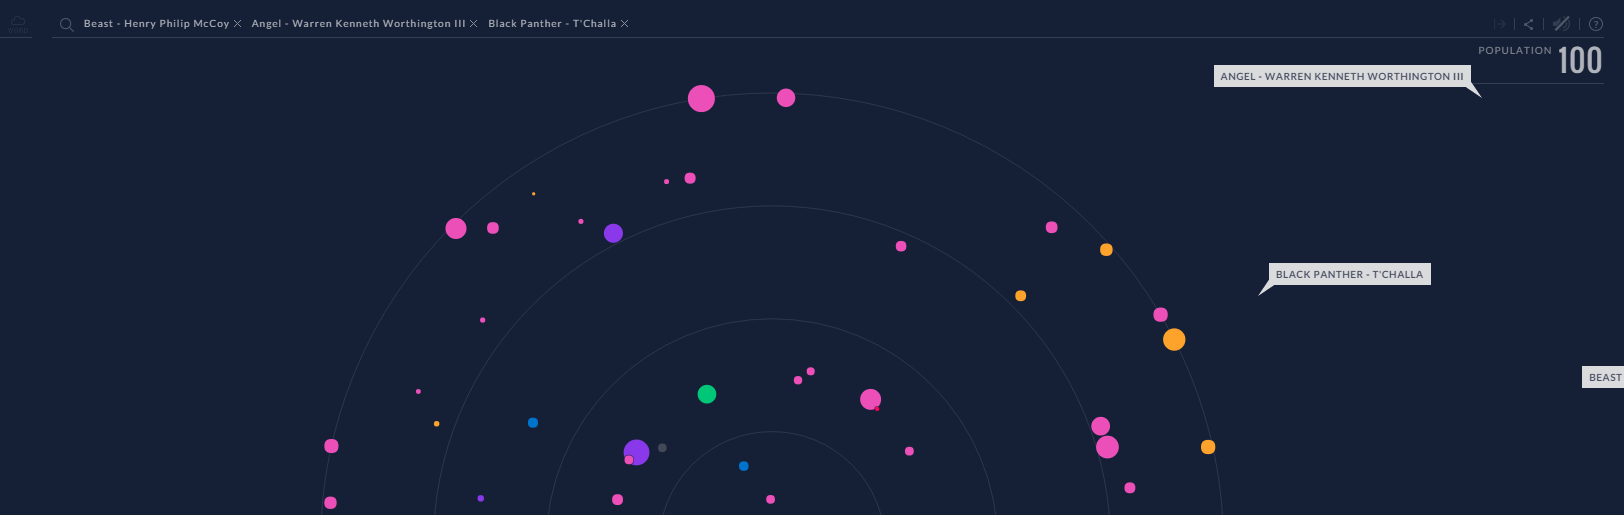 Beast - Henry Philip McCoy Angel - Warren Kenneth Worthington III Black Panther - T'Challa
?
POPULATION 100
ANGEL - WARREN KENNETH WORTHINGTON III
BLACK PANTHER - T'CHALLA
BEAST